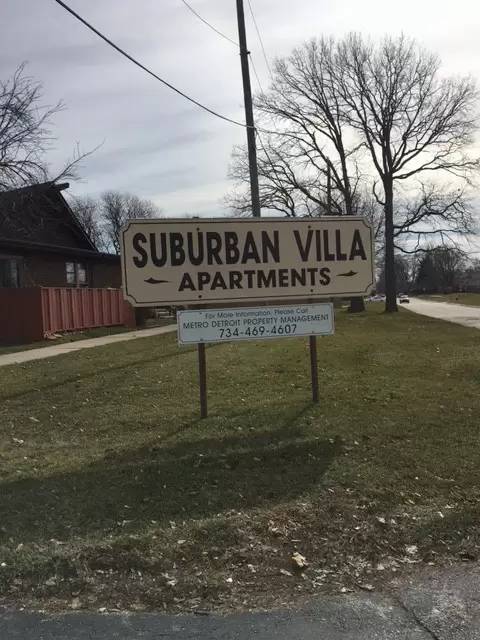 SUBURBAN VILLA
APARTMENTS
For More Information, Please Call:
METRO DETROIT PROPERTY MANAGEMENT
734-469-4607